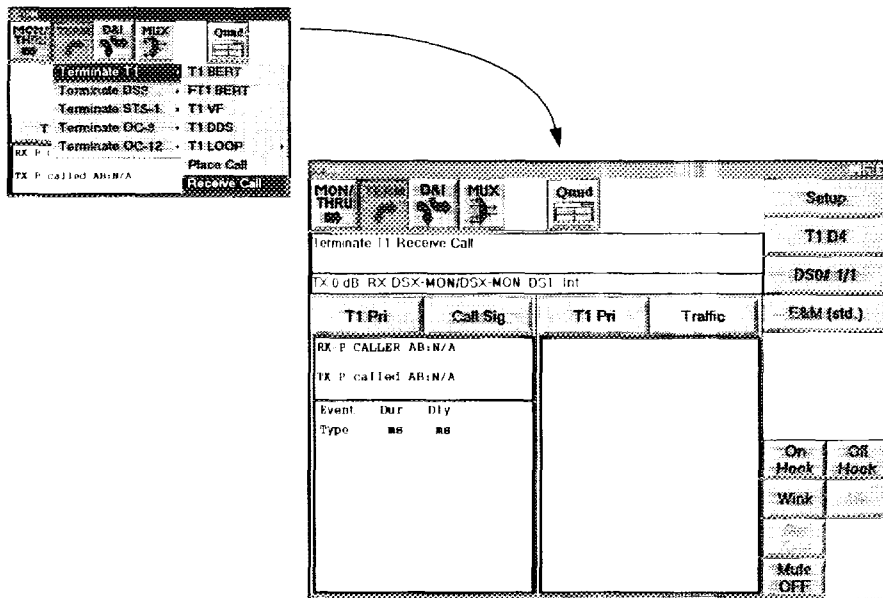 MON/ THRU TERM D&I MUX Quad
Terminate T1 T1 BERT
Terminate DS3 FT1 BERT
Terminate STS-1 T1 VF
T Terminate OC-3 T1 DDS
RX P Terminate OC-12 T1 LOOP
Place Call
TX P called AB:N/A Receive Call
MON/ THRU TERM D&I MUX Quad
Setup
Terminate T1 Receive Call
T1 D4
TX 0 dB RX DSX-MON/DSX-MON DS1 Int
DS0# 1/1
T1 Pri Call Sig T1 Pri Traffic
E&M (std.)
RX P CALLER AB:N/A
TX P called AB:N/A
Event Dur Dly
Type ms ms
On Hook Off Hook
Wink
Mute OFF